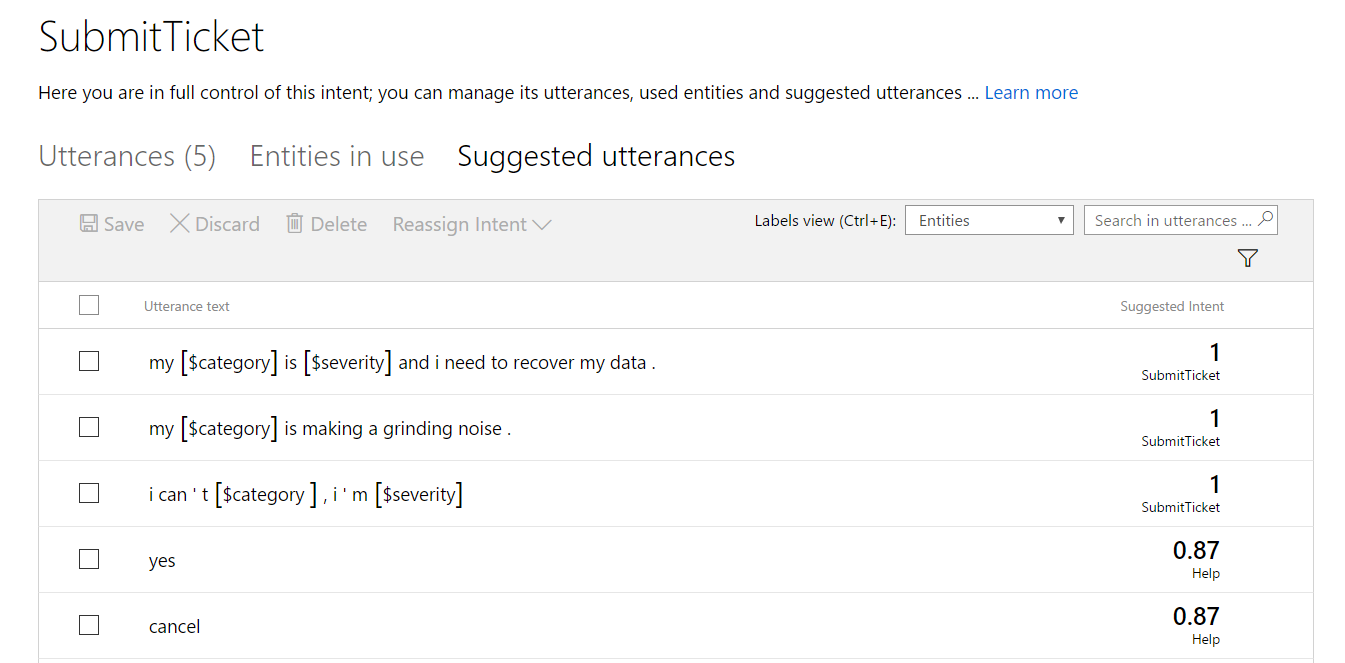 SubmitTicket
Here you are in full control of this intent; you can manage its utterances, used entities and suggested utterances ... Learn more
Utterances (5) Entities in use Suggested utterances
Save Discard Delete Reassign Intent Labels view (Ctrl+E): Entities Search in utterances ...
Utterance text Suggested Intent
my [$category] is [$severity] and i need to recover my data . 1
SubmitTicket
my [$category] is making a grinding noise . 1
SubmitTicket
i can ' t [$category ] , i ' m [$severity] 1
SubmitTicket
yes 0.87
Help
cancel 0.87
Help